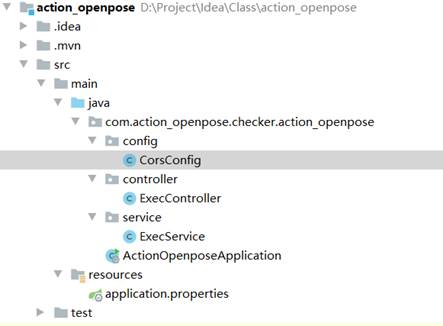 action_openpose D:\Project\Idea\Class\action_openpose
.idea
.mvn
src
main
java
com.action_openpose.checker.action_openpose
config
CorsConfig
controller
ExecController
service
ExecService
ActionOpenposeApplication
resources
application.properties
test